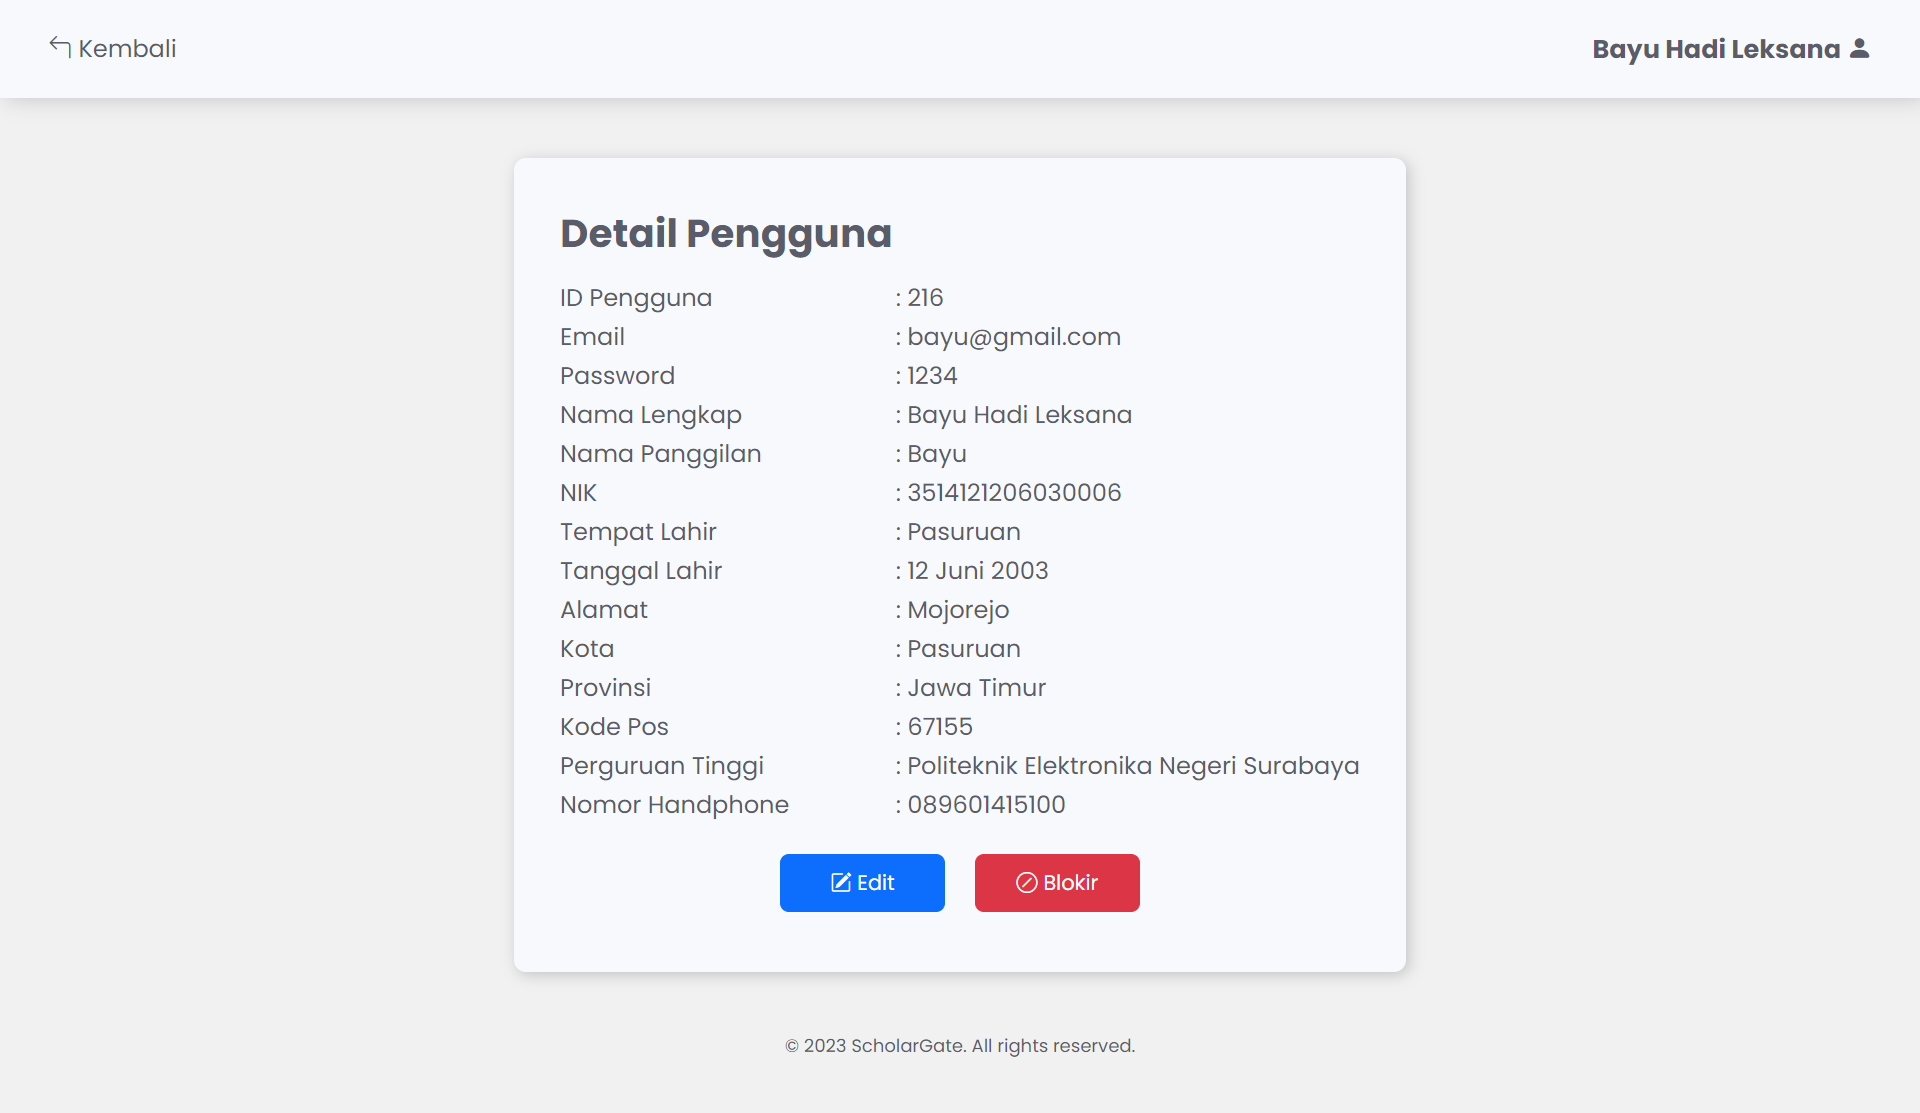 Kembali
Bayu Hadi Leksana
Detail Pengguna
ID Pengguna : 216
Email : bayu@gmail.com
Password : 1234
Nama Lengkap : Bayu Hadi Leksana
Nama Panggilan : Bayu
NIK : 3514121206030006
Tempat Lahir : Pasuruan
Tanggal Lahir : 12 Juni 2003
Alamat : Mojorejo
Kota : Pasuruan
Provinsi : Jawa Timur
Kode Pos : 67155
Perguruan Tinggi : Politeknik Elektronika Negeri Surabaya
Nomor Handphone : 089601415100
Edit
Blokir
© 2023 ScholarGate. All rights reserved.